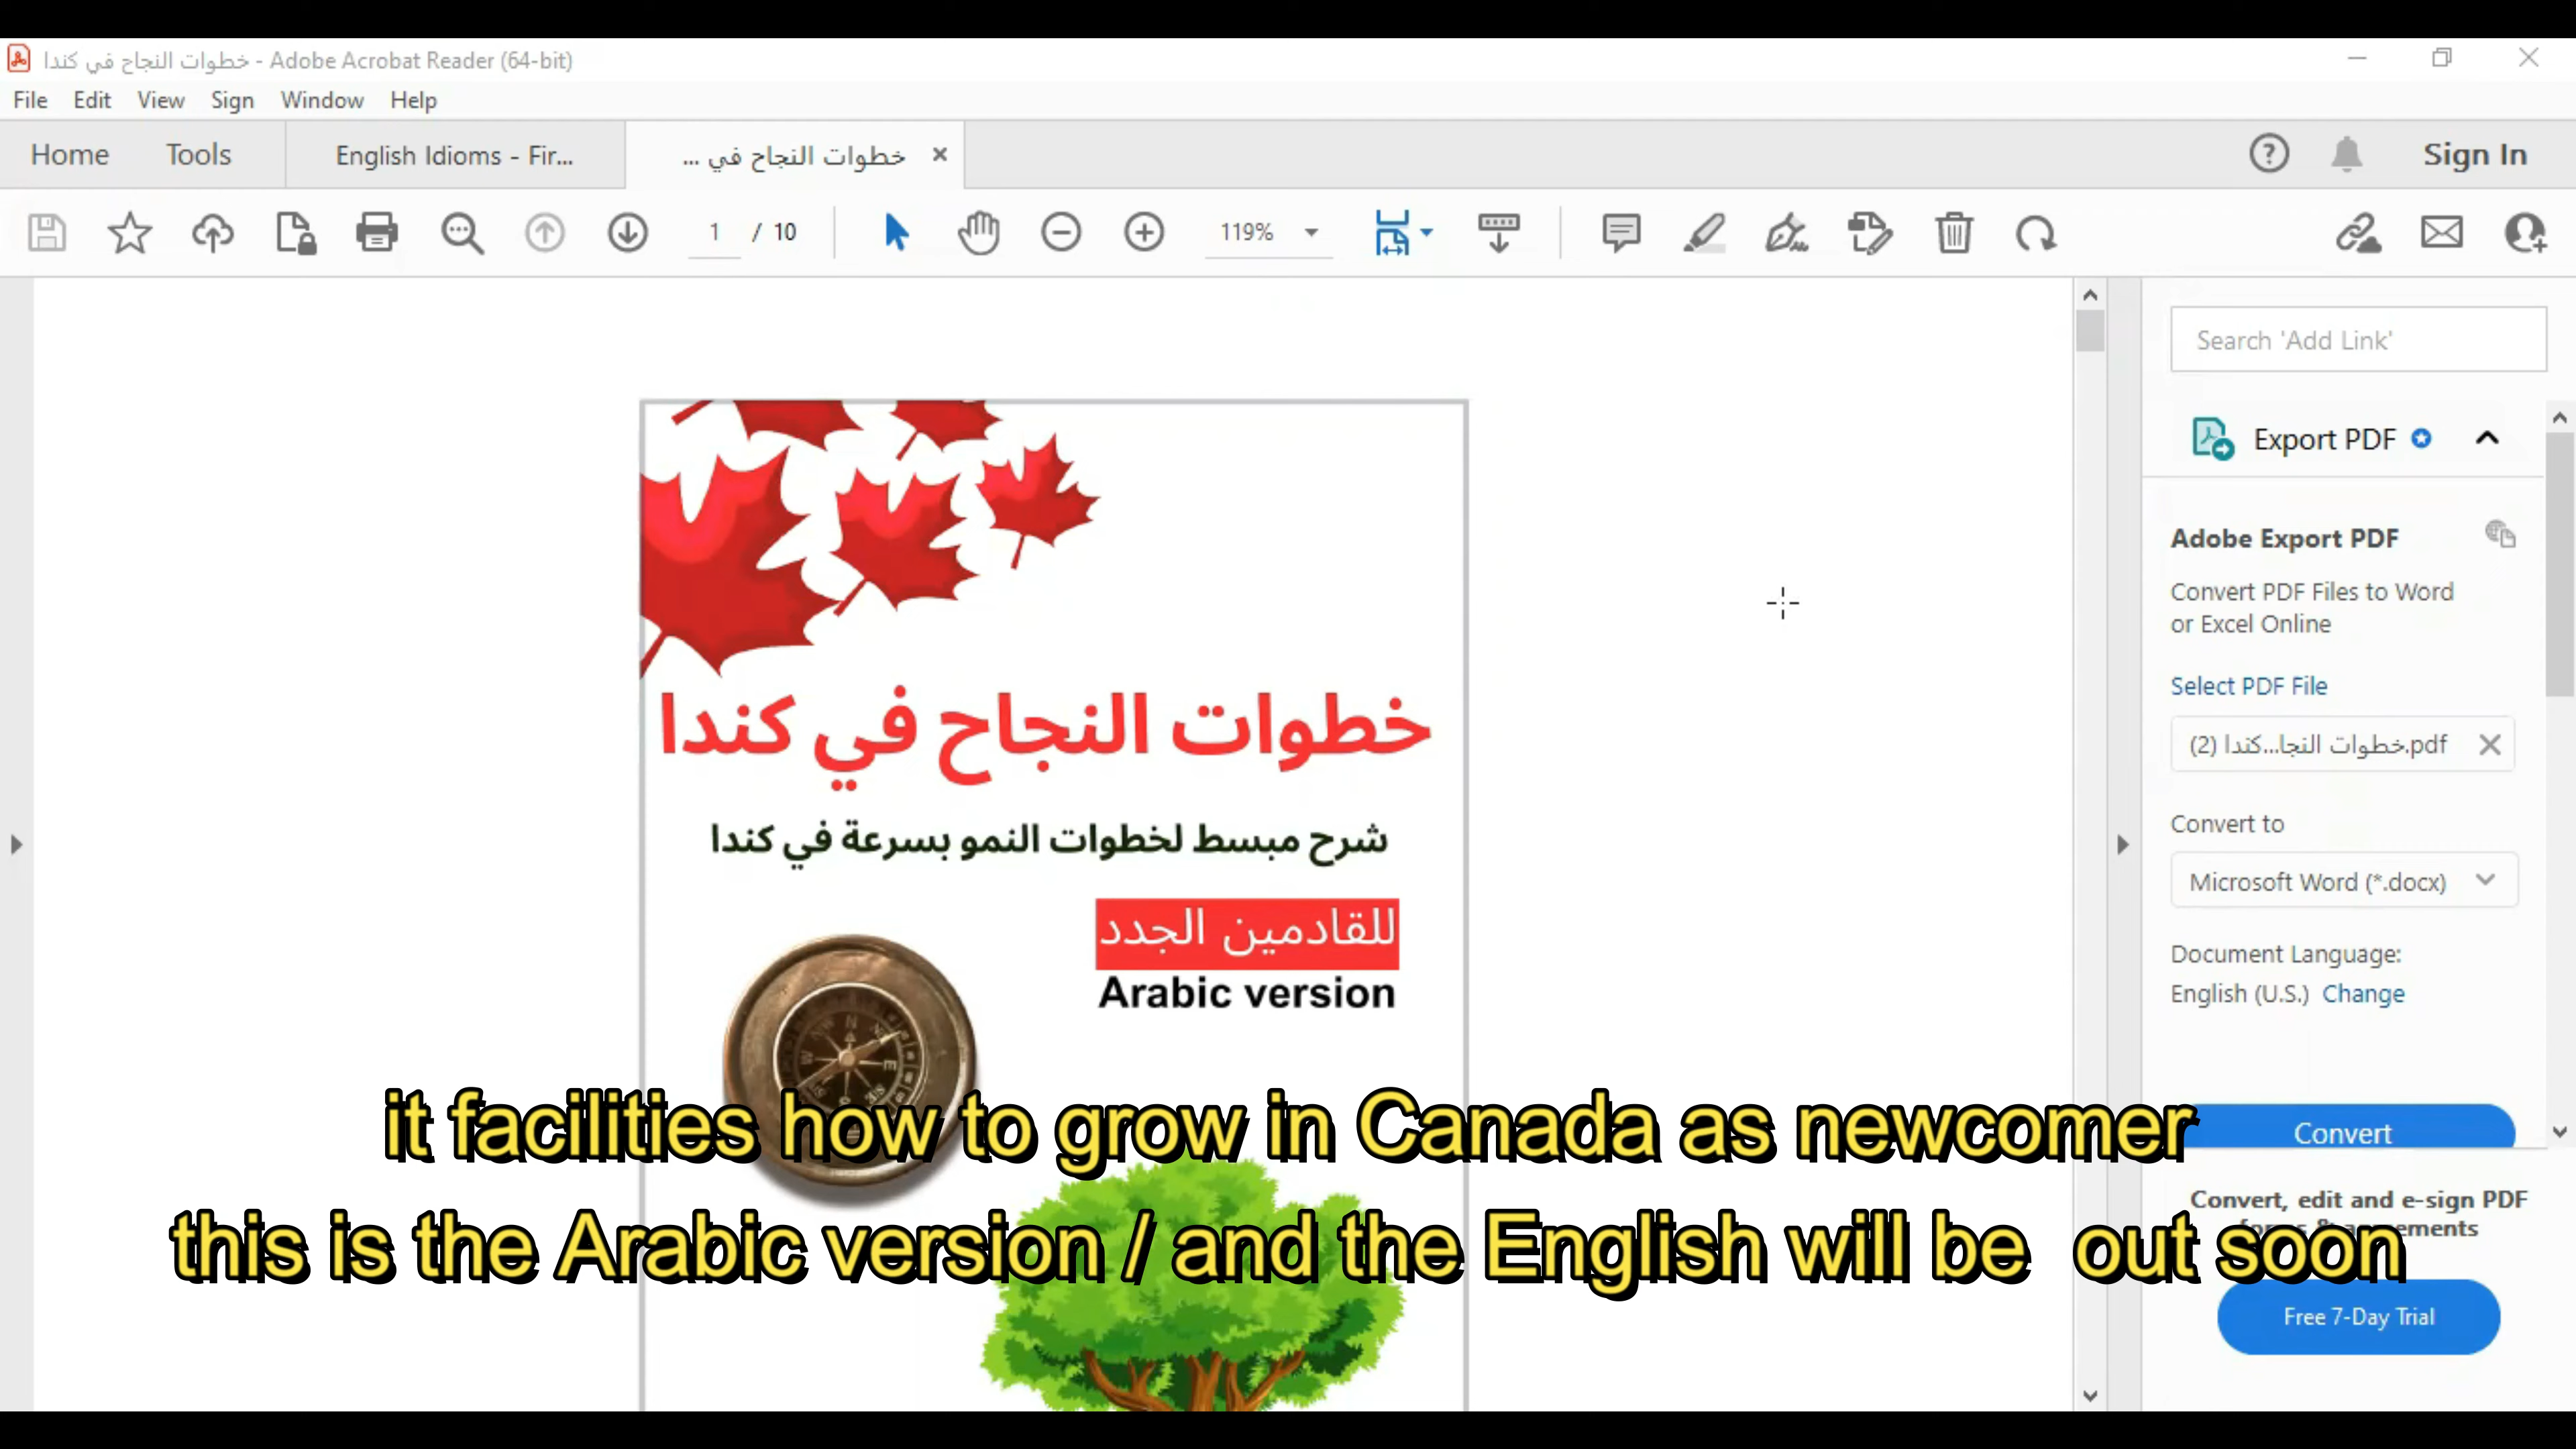 خطوات النجاح في كندا - Adobe Acrobat Reader (64-bit)
File Edit View Sign Window Help
Home Tools English Idioms - Fir... خطوات النجاح في ... Sign In
1 / 10 119%
Search 'Add Link'
Export PDF
Adobe Export PDF
Convert PDF Files to Word
or Excel Online
Select PDF File
خطوات النجا...كندا (2).pdf
Convert to
Microsoft Word (*.docx)
Document Language:
English (U.S.) Change
Convert
Convert, edit and e-sign PDF
forms & agreements
Free 7-Day Trial
خطوات النجاح في كندا
شرح مبسط لخطوات النمو بسرعة في كندا
للقادمين الجدد
Arabic version
it facilities how to grow in Canada as newcomer
this is the Arabic version / and the English will be out soon